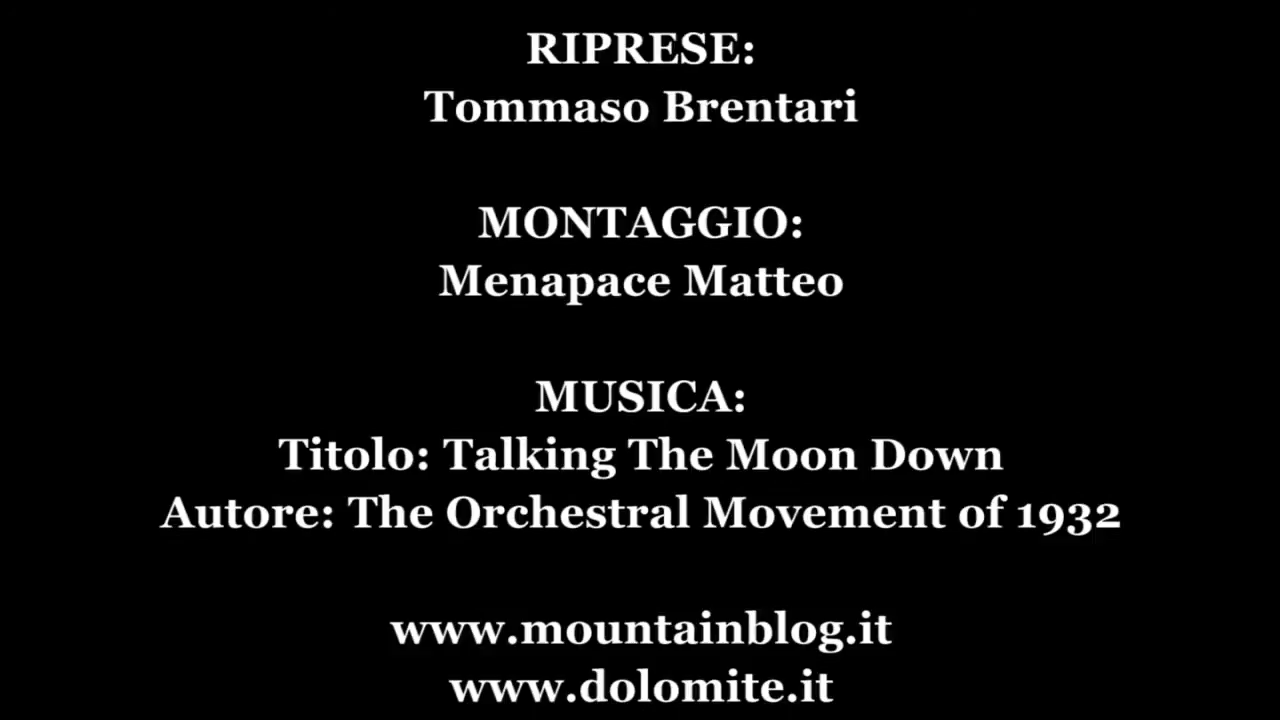 RIPRESE:
Tommaso Brentari
MONTAGGIO:
Menapace Matteo
MUSICA:
Titolo: Talking The Moon Down
Autore: The Orchestral Movement of 1932
www.mountainblog.it
www.dolomite.it